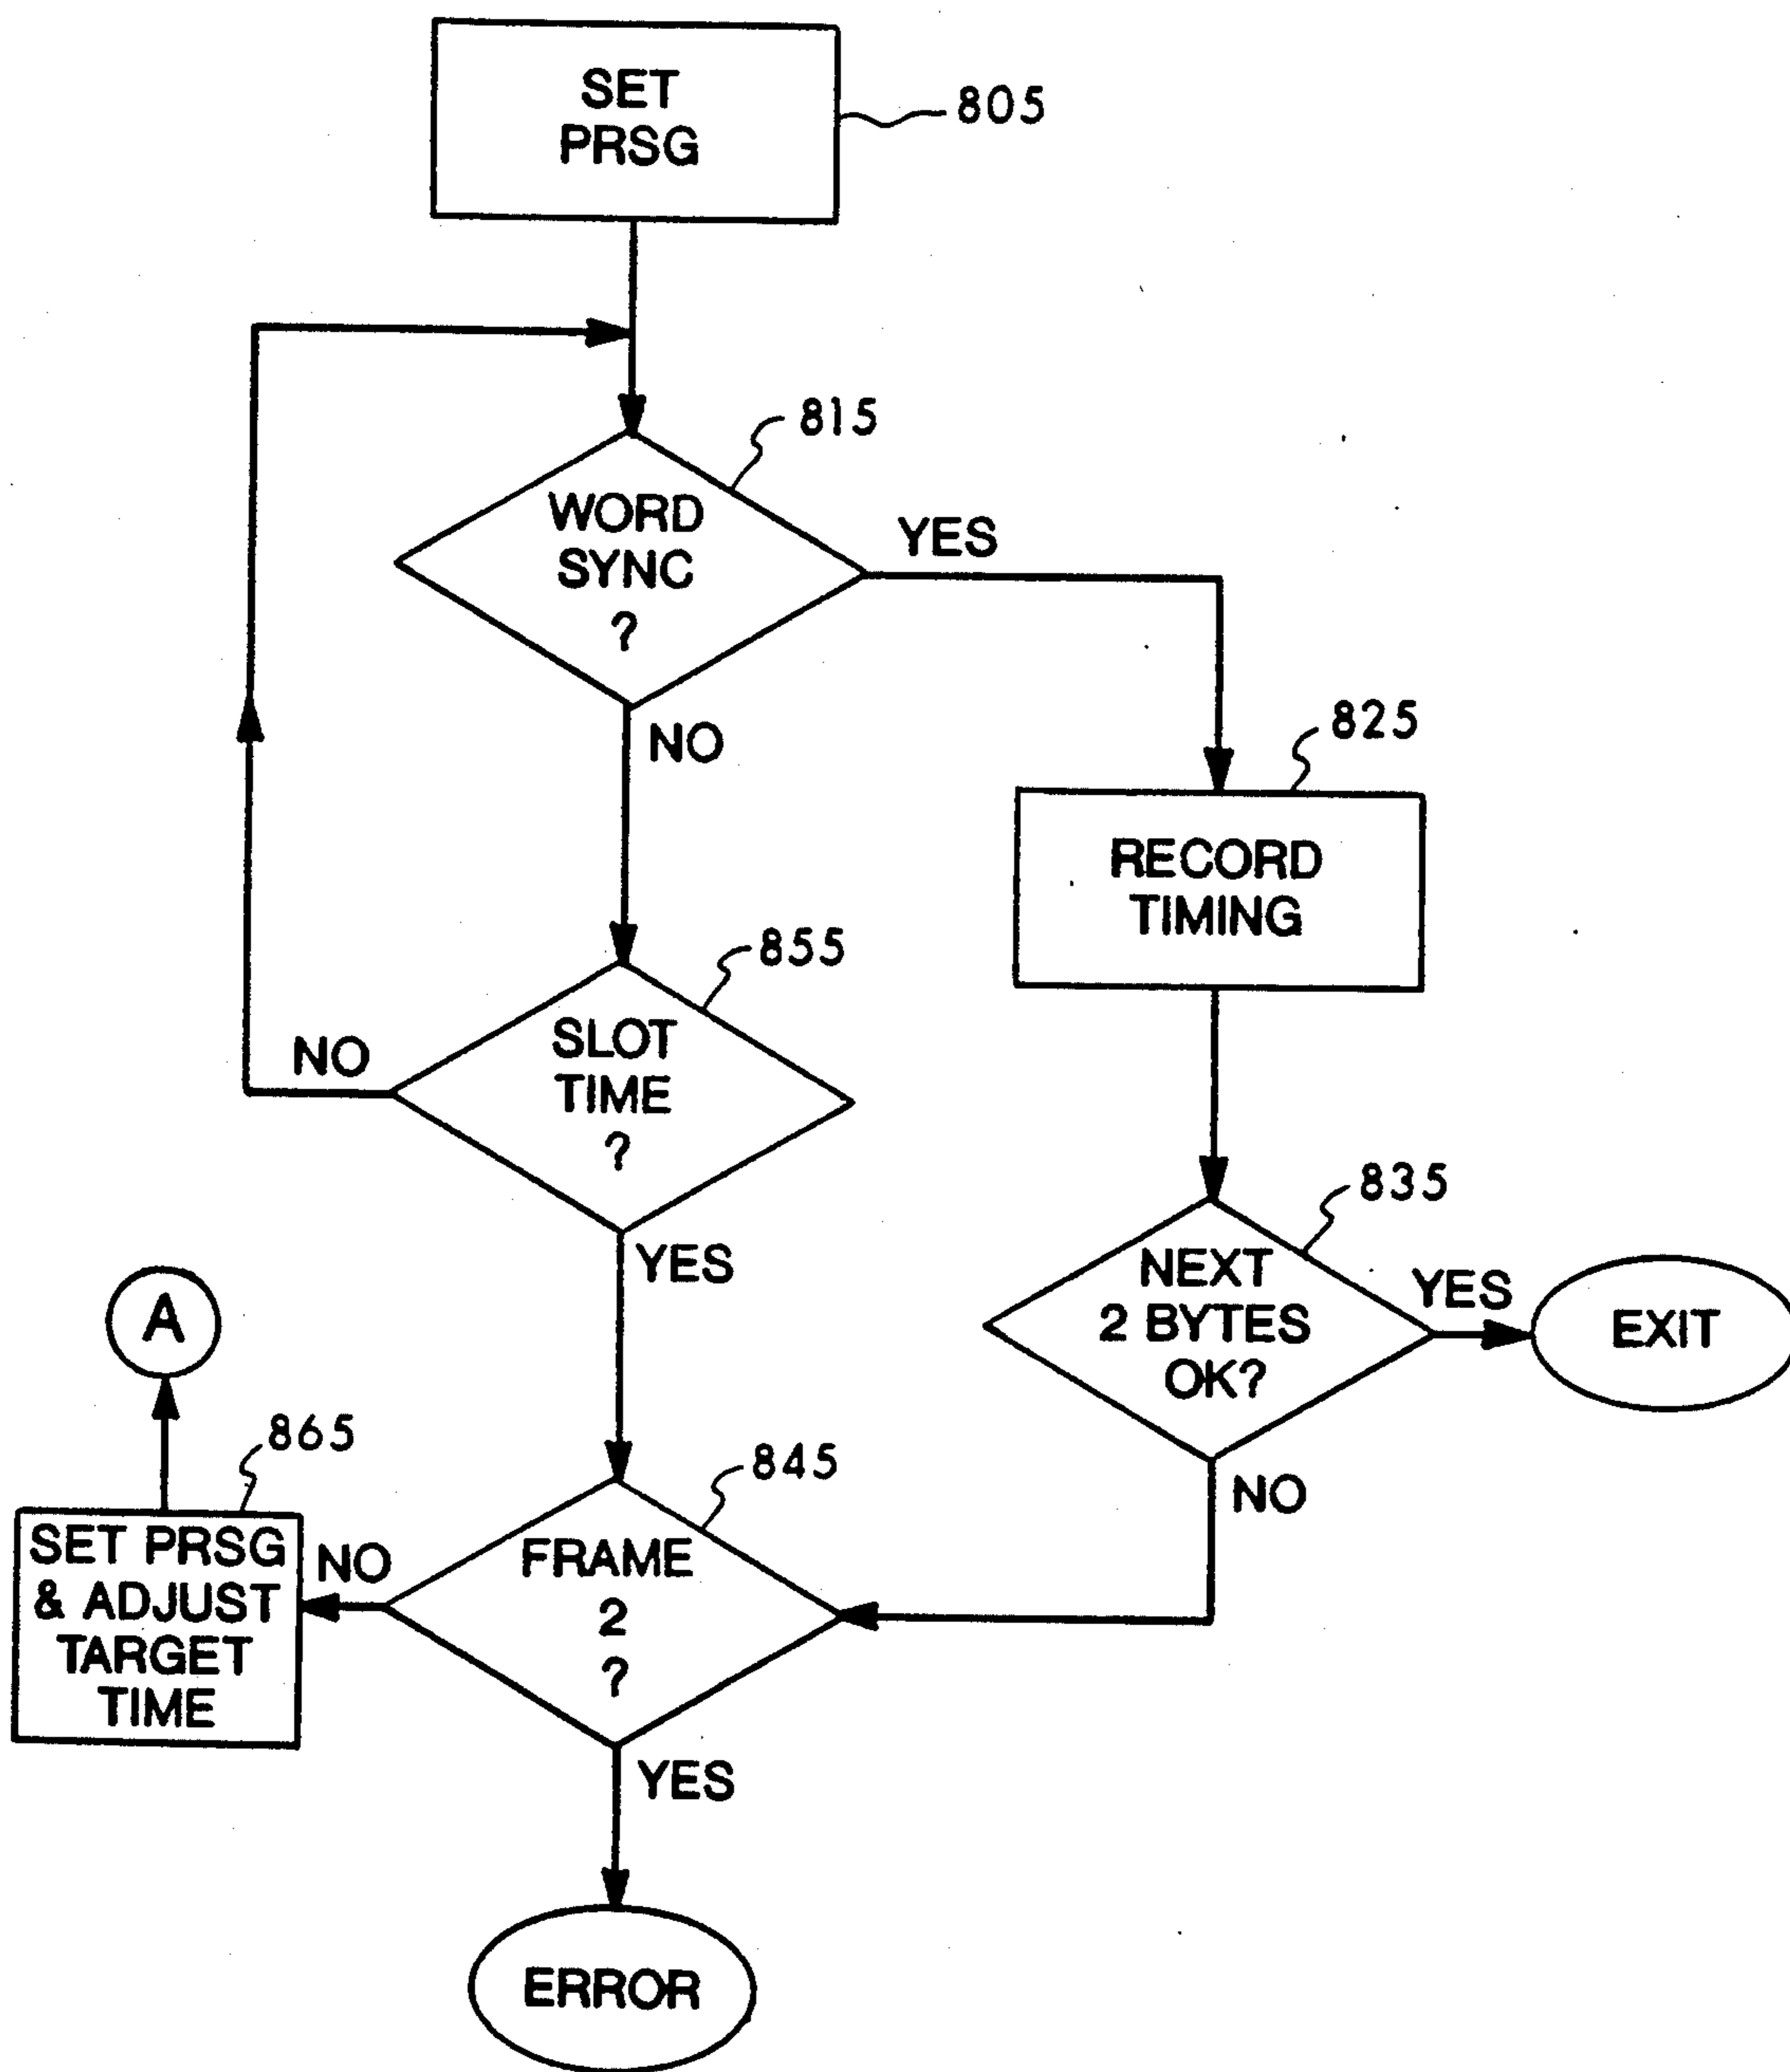 SET
PRSG
805
815
WORD
SYNC
?
YES
NO
825
RECORD
TIMING
855
SLOT
TIME
?
NO
YES
835
NEXT
2 BYTES
OK?
YES
EXIT
NO
A
865
SET PRSG
& ADJUST
TARGET
TIME
NO
845
FRAME
2
?
YES
ERROR